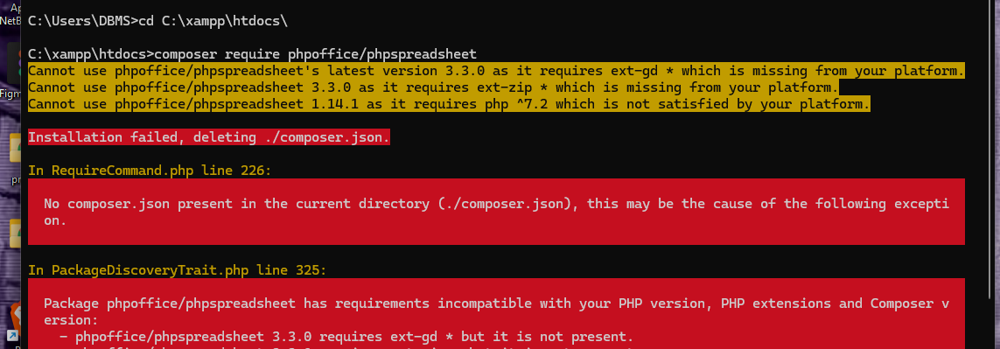 Ap
NetB
C:\Users\DBMS>cd C:\xampp\htdocs\
C:\xampp\htdocs>composer require phpoffice/phpspreadsheet
Cannot use phpoffice/phpspreadsheet's latest version 3.3.0 as it requires ext-gd * which is missing from your platform.
Figm
Cannot use phpoffice/phpspreadsheet 3.3.0 as it requires ext-zip * which is missing from your platform.
Cannot use phpoffice/phpspreadsheet 1.14.1 as it requires php ^7.2 which is not satisfied by your platform.
Installation failed, deleting ./composer.json.
In RequireCommand.php line 226:
pr
No composer.json present in the current directory (./composer.json), this may be the cause of the following excepti
on.
In PackageDiscoveryTrait.php line 325:
Package phpoffice/phpspreadsheet has requirements incompatible with your PHP version, PHP extensions and Composer v
ersion:
- phpoffice/phpspreadsheet 3.3.0 requires ext-gd * but it is not present.